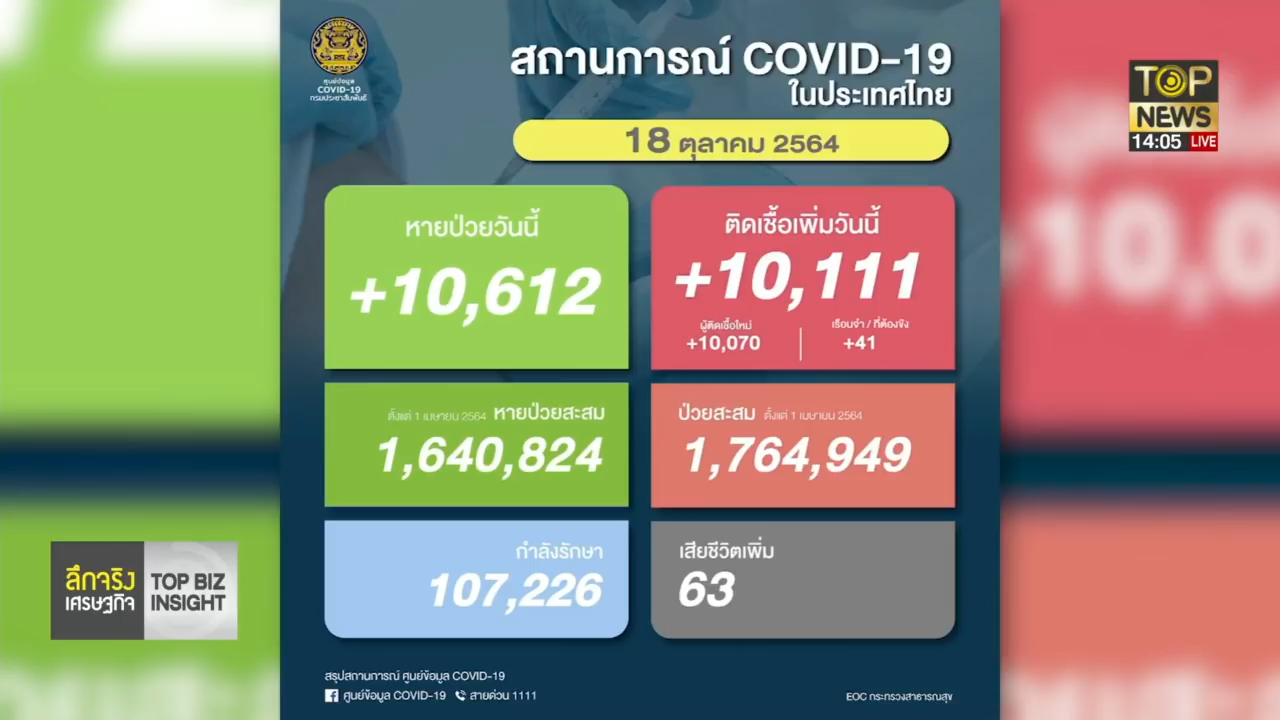 ศูนย์ข้อมูล
COVID-19
กรมประชาสัมพันธ์
สถานการณ์ COVID-19
ในประเทศไทย
18 ตุลาคม 2564
TOP
NEWS
14:05 LIVE
หายป่วยวันนี้
+10,612
ติดเชื้อเพิ่มวันนี้
+10,111
ผู้ติดเชื้อใหม่
+10,070
เรือนจำ / ที่ต้องขัง
+41
ตั้งแต่ 1 เมษายน 2564 หายป่วยสะสม
1,640,824
ป่วยสะสม ตั้งแต่ 1 เมษายน 2564
1,764,949
กำลังรักษา
107,226
เสียชีวิตเพิ่ม
63
ลึกจริง
เศรษฐกิจ
TOP BIZ
INSIGHT
สรุปสถานการณ์ ศูนย์ข้อมูล COVID-19
ศูนย์ข้อมูล COVID-19 สายด่วน 1111
EOC กระทรวงสาธารณสุข